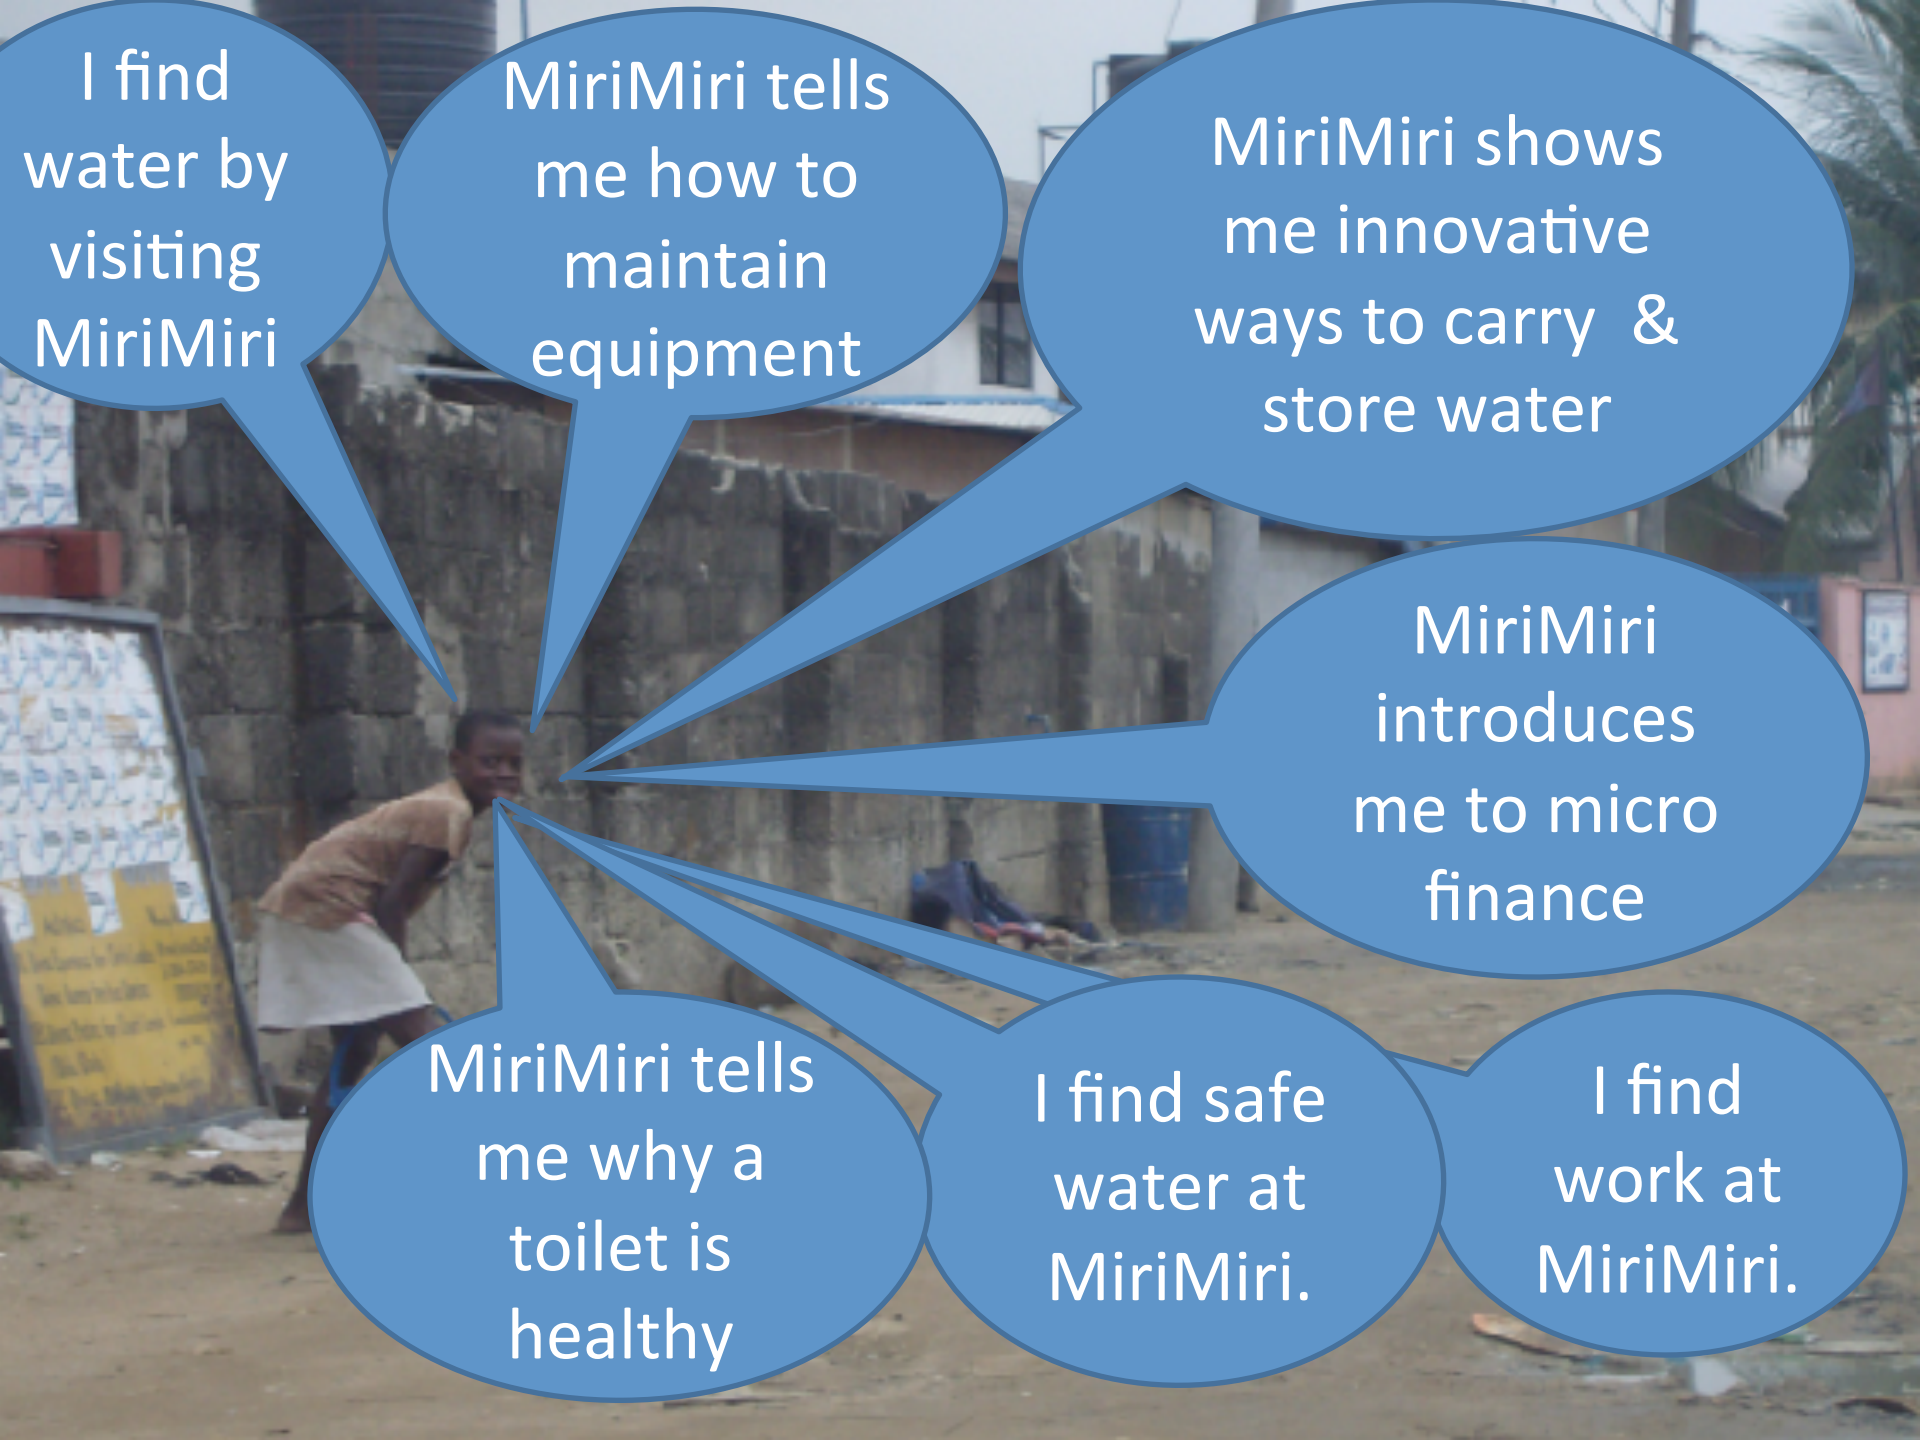 I find
water by
visiting
MiriMiri
MiriMiri tells
me how to
maintain
equipment
MiriMiri shows
me innovative
ways to carry  &
store water
MiriMiri
introduces
me to micro
finance
MiriMiri tells
me why a
toilet is
healthy
I find safe
water at
MiriMiri.
I find
work at
MiriMiri.